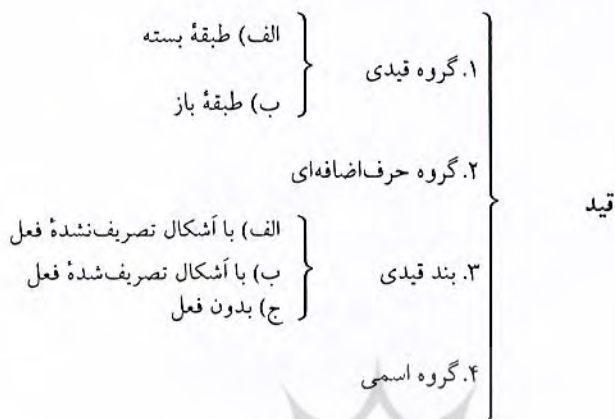 قید
۱. گروه قیدی
الف) طبقهٔ بسته
ب) طبقهٔ باز
۲. گروه حرف‌اضافه‌ای
۳. بند قیدی
الف) با اَشکال تصریف‌نشدهٔ فعل
ب) با اَشکال تصریف‌شدهٔ فعل
ج) بدون فعل
۴. گروه اسمی